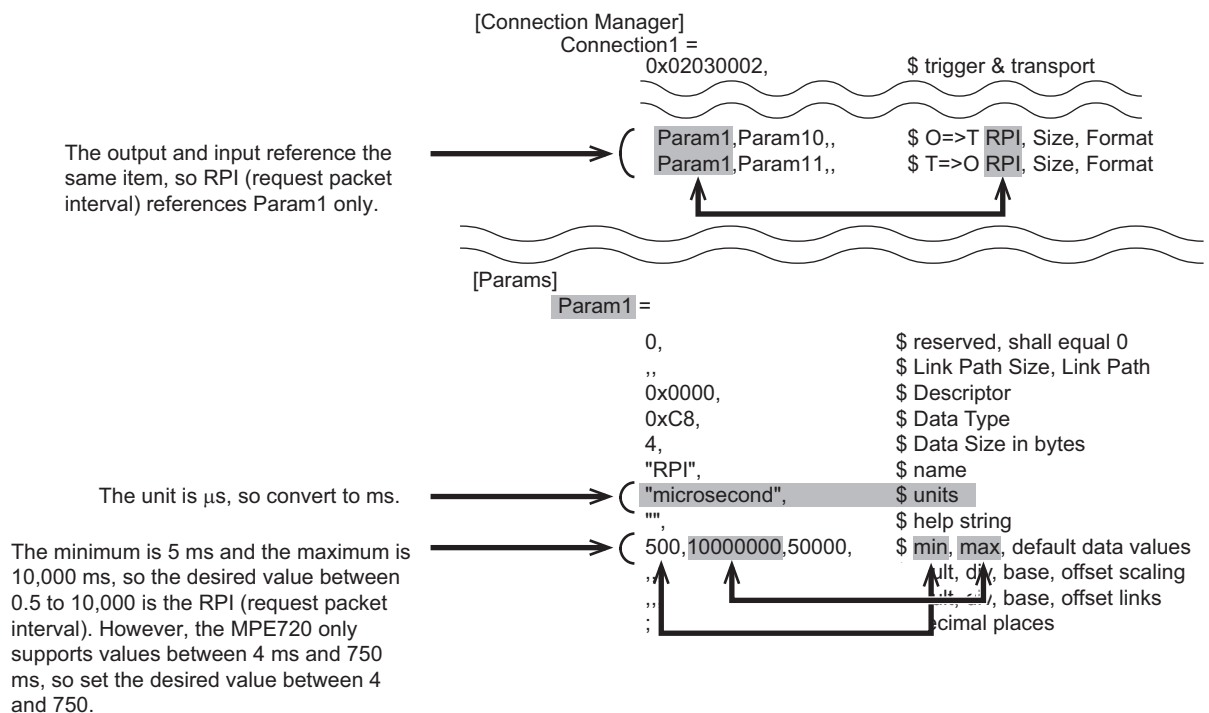 [Connection Manager]
Connection1 =
0x02030002, $ trigger & transport
The output and input reference the
same item, so RPI (request packet
interval) references Param1 only.
Param1,Param10,, $ O=>T RPI, Size, Format
Param1,Param11,, $ T=>O RPI, Size, Format
[Params]
Param1 =
0, $ reserved, shall equal 0
,, $ Link Path Size, Link Path
0x0000, $ Descriptor
0xC8, $ Data Type
4, $ Data Size in bytes
"RPI", $ name
The unit is μs, so convert to ms.
"microsecond", $ units
"", $ help string
The minimum is 5 ms and the maximum is
10,000 ms, so the desired value between
0.5 to 10,000 is the RPI (request packet
interval). However, the MPE720 only
supports values between 4 ms and 750
ms, so set the desired value between 4
and 750.
500,10000000,50000, $ min, max, default data values
base, offset scaling
base, offset links
; places